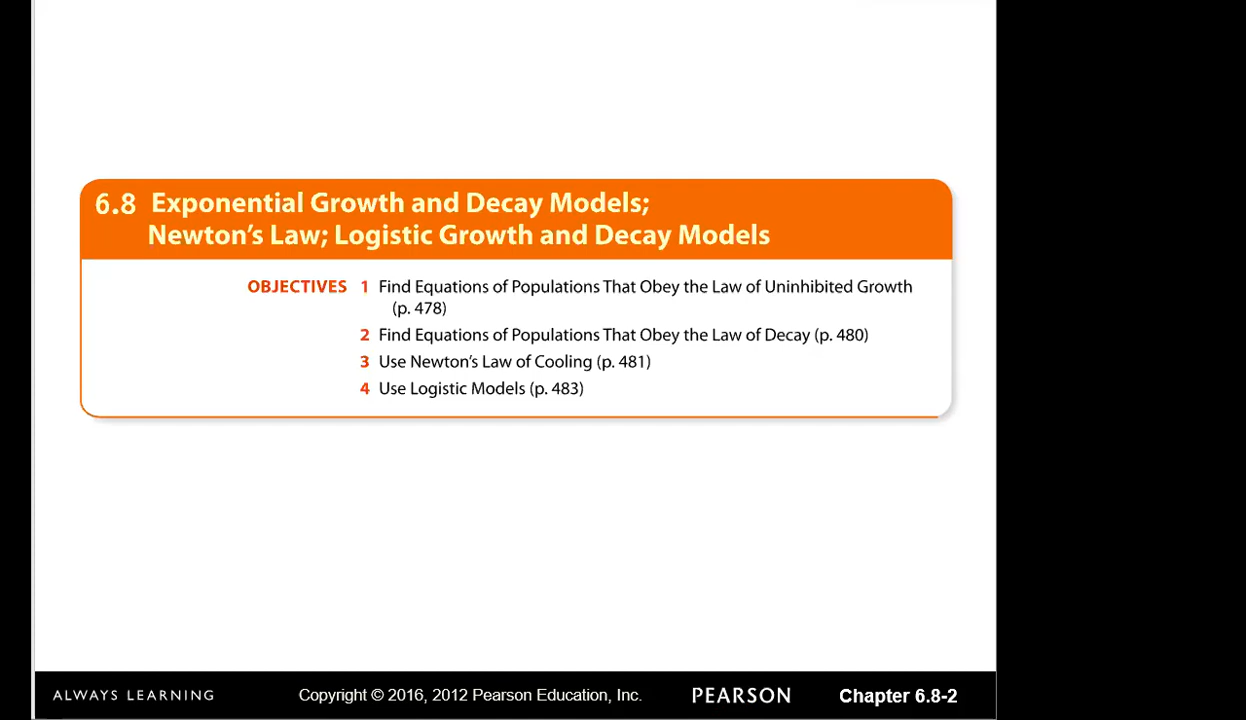 6.8 Exponential Growth and Decay Models;
Newton's Law; Logistic Growth and Decay Models
OBJECTIVES 1 Find Equations of Populations That Obey the Law of Uninhibited Growth
(p. 478)
2 Find Equations of Populations That Obey the Law of Decay (p. 480)
3 Use Newton's Law of Cooling (p. 481)
4 Use Logistic Models (p. 483)
ALWAYS LEARNING Copyright © 2016, 2012 Pearson Education, Inc. PEARSON Chapter 6.8-2